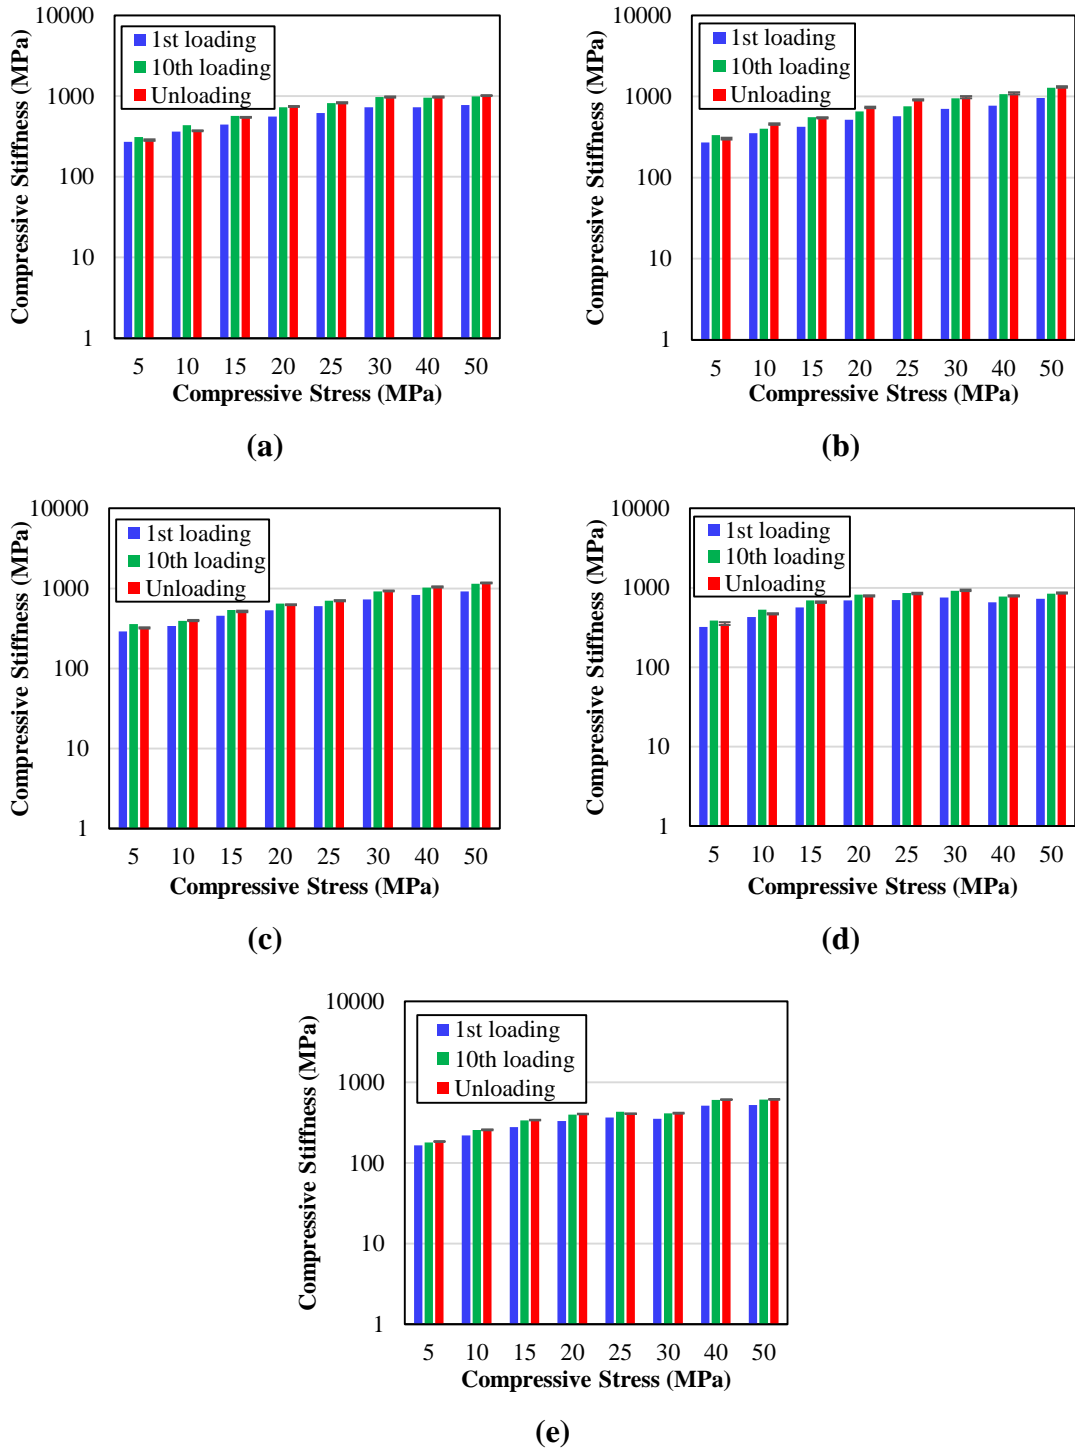 10000
1000
100
10
1
Compressive Stiffness (MPa)
1st loading
10th loading
Unloading
5 10 15 20 25 30 40 50
Compressive Stress (MPa)
(a)
10000
1000
100
10
1
Compressive Stiffness (MPa)
1st loading
10th loading
Unloading
5 10 15 20 25 30 40 50
Compressive Stress (MPa)
(b)
10000
1000
100
10
1
Compressive Stiffness (MPa)
1st loading
10th loading
Unloading
5 10 15 20 25 30 40 50
Compressive Stress (MPa)
(c)
10000
1000
100
10
1
Compressive Stiffness (MPa)
1st loading
10th loading
Unloading
5 10 15 20 25 30 40 50
Compressive Stress (MPa)
(d)
10000
1000
100
10
1
Compressive Stiffness (MPa)
1st loading
10th loading
Unloading
5 10 15 20 25 30 40 50
Compressive Stress (MPa)
(e)